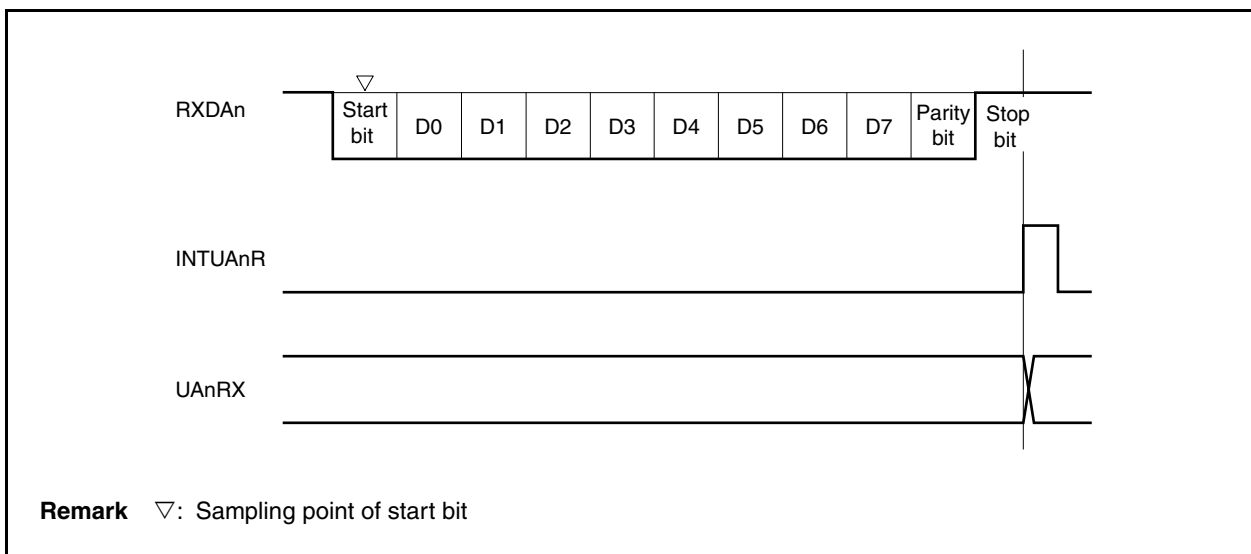 RXDAn
Start bit
D0
D1
D2
D3
D4
D5
D6
D7
Parity bit
Stop bit
INTUAnR
UAnRX
Remark ▽: Sampling point of start bit